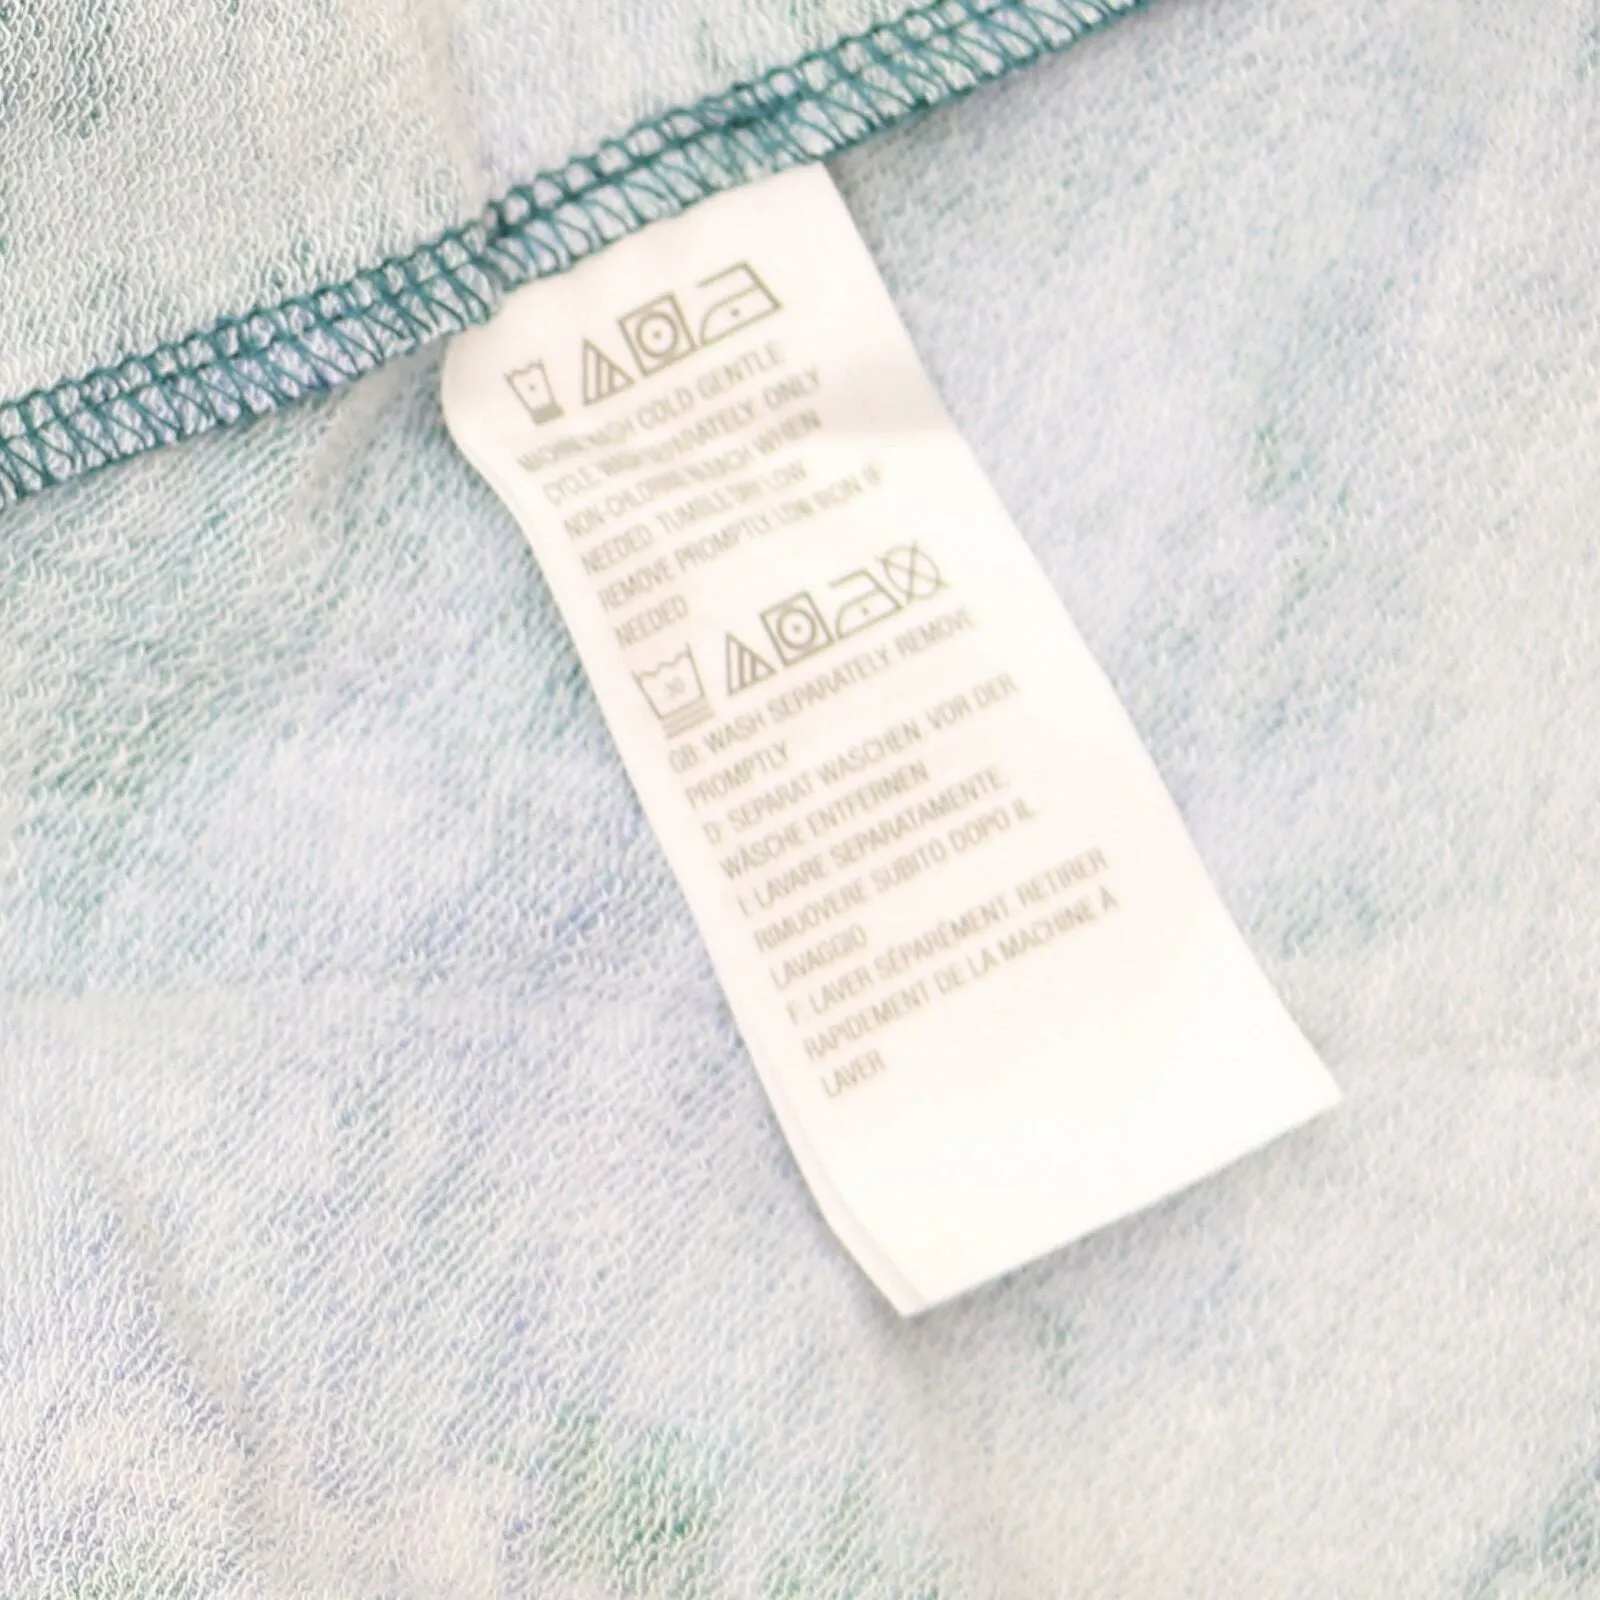 MACHINE WASH COLD GENTLE
CYCLE. WASH SEPARATELY. ONLY
NON-CHLORINE BLEACH WHEN
NEEDED. TUMBLE DRY LOW
REMOVE PROMPTLY. LOW IRON IF
NEEDED
30
GB: WASH SEPARATELY. REMOVE
PROMPTLY
D: SEPARAT WASCHEN. VOR DER
WÄSCHE ENTFERNEN
I: LAVARE SEPARATAMENTE
RIMUOVERE SUBITO DOPO IL
LAVAGGIO
F: LAVER SÉPARÉMENT. RETIRER
RAPIDEMENT DE LA MACHINE À
LAVER